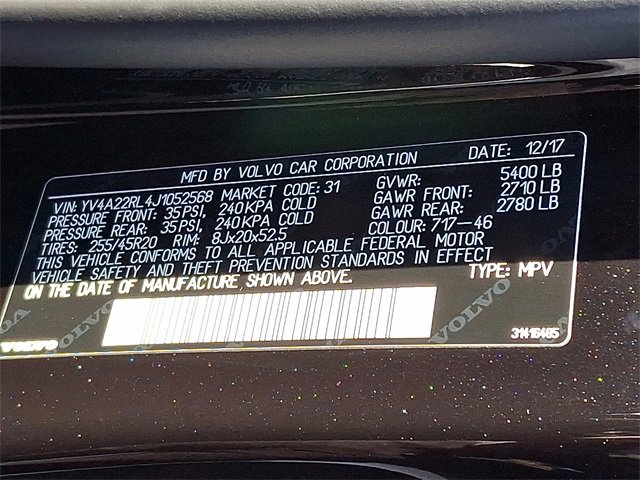 MFD BY VOLVO CAR CORPORATION DATE: 12/17
VIN: YV4A22RL4J1052568 MARKET CODE: 31 GVWR: 5400 LB
PRESSURE FRONT: 35PSI, 240KPA COLD GAWR FRONT: 2710 LB
PRESSURE REAR: 35PSI, 240KPA COLD GAWR REAR: 2780 LB
TIRES: 255/45R20 RIM: 8Jx20x52.5 COLOUR: 717-46
THIS VEHICLE CONFORMS TO ALL APPLICABLE FEDERAL MOTOR
VEHICLE SAFETY AND THEFT PREVENTION STANDARDS IN EFFECT
ON THE DATE OF MANUFACTURE SHOWN ABOVE. TYPE: MPV
VOLVO
VOLVO
31416485